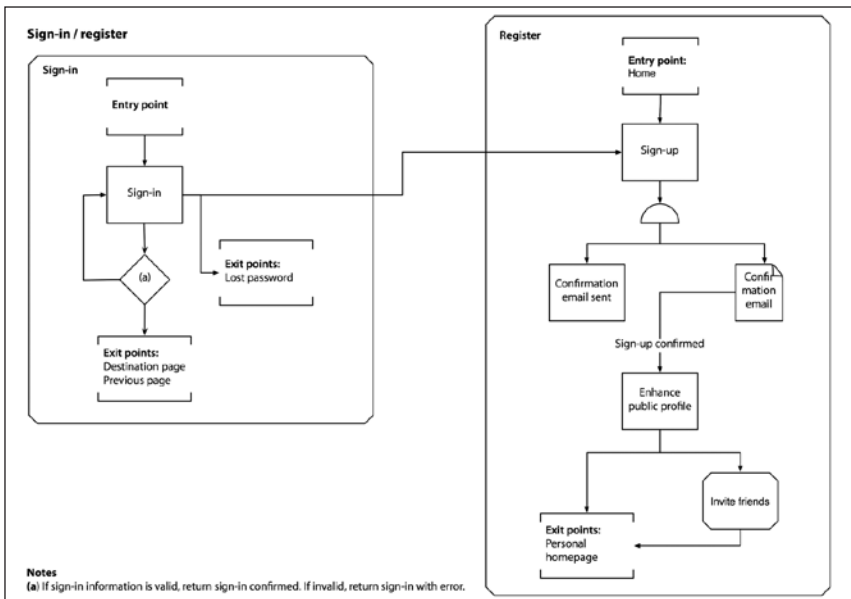 Sign-in / register
Sign-in
Entry point
Sign-in
(a)
Exit points:
Lost password
Exit points:
Destination page
Previous page
Register
Entry point:
Home
Sign-up
Confirmation
email sent
Confir
mation
email
Sign-up confirmed
Enhance
public profile
Invite friends
Exit points:
Personal
homepage
Notes
(a) If sign-in information is valid, return sign-in confirmed. If invalid, return sign-in with error.